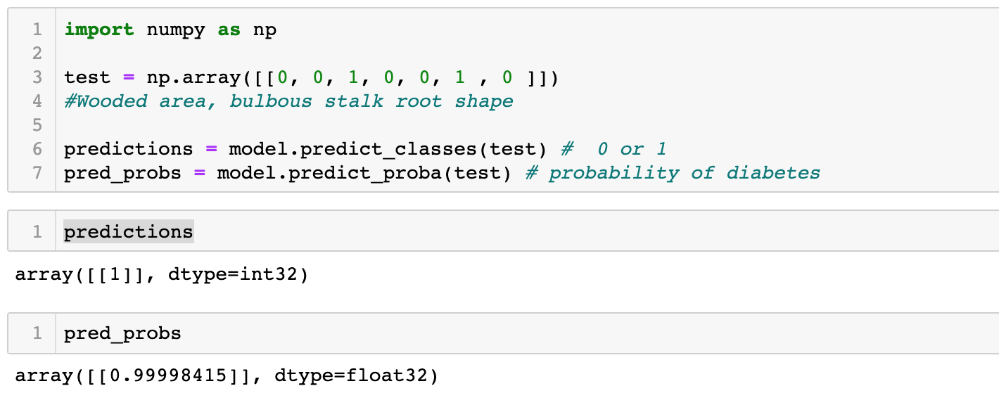 1 import numpy as np
2
3 test = np.array([[0, 0, 1, 0, 0, 1 , 0 ]])
4 #Wooded area, bulbous stalk root shape
5
6 predictions = model.predict_classes(test) #  0 or 1
7 pred_probs = model.predict_proba(test) # probability of diabetes
1 predictions
array([[1]], dtype=int32)
1 pred_probs
array([[0.99998415]], dtype=float32)